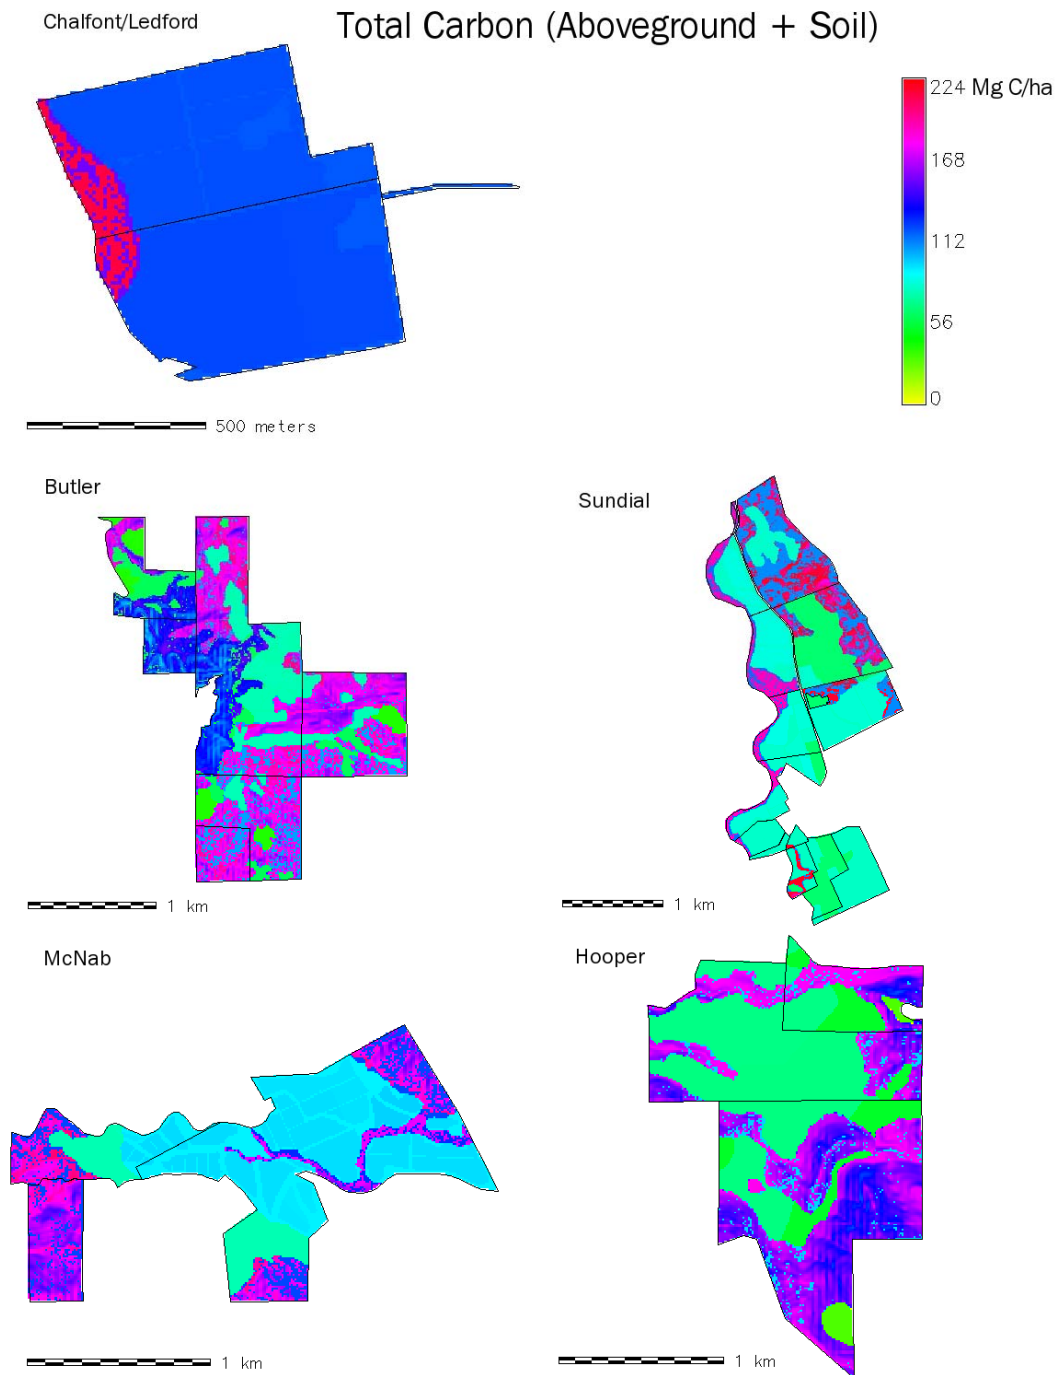 Chalfont/Ledford
Total Carbon (Aboveground + Soil)
224 Mg C/ha
168
112
56
0
500 meters
Butler
Sundial
1 km
1 km
McNab
Hooper
1 km
1 km